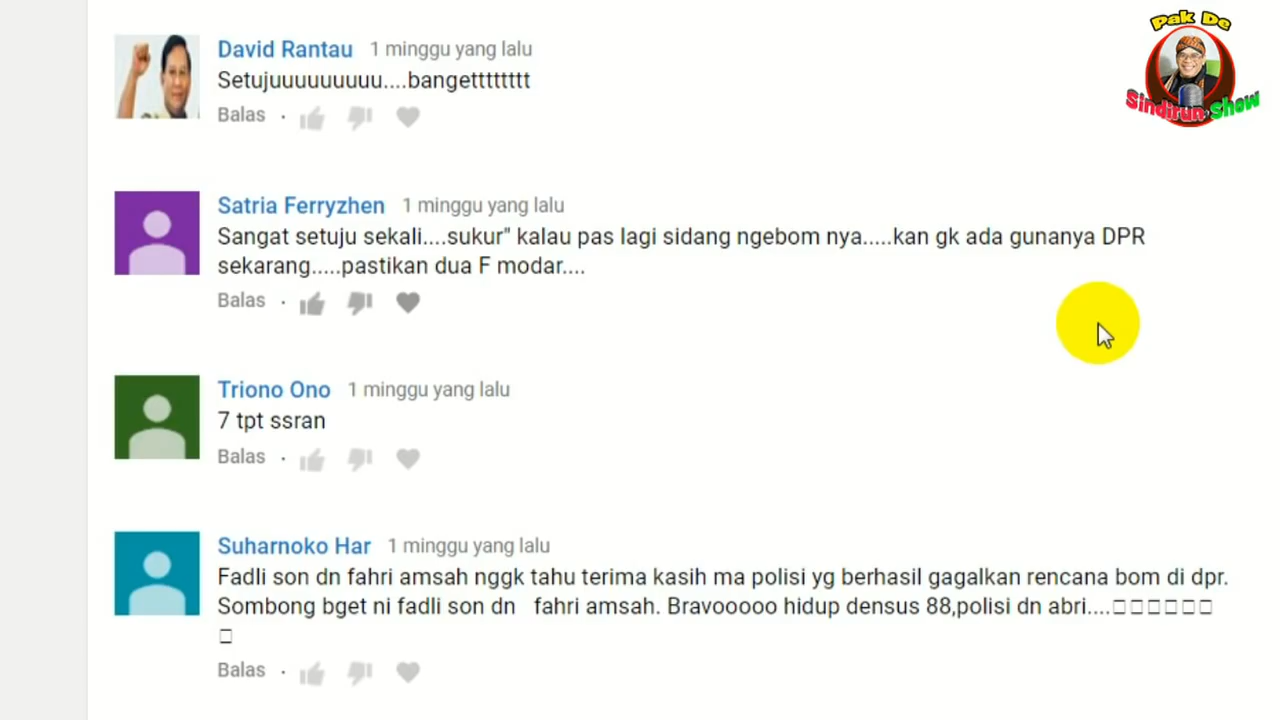 Pak De
Sindirun Show
David Rantau 1 minggu yang lalu
Setujuuuuuuuuu....bangetttttttt
Balas
Satria Ferryzhen 1 minggu yang lalu
Sangat setuju sekali....sukur" kalau pas lagi sidang ngebom nya.....kan gk ada gunanya DPR
sekarang.....pastikan dua F modar....
Balas
Triono Ono 1 minggu yang lalu
7 tpt ssran
Balas
Suharnoko Har 1 minggu yang lalu
Fadli son dn fahri amsah nggk tahu terima kasih ma polisi yg berhasil gagalkan rencana bom di dpr.
Sombong bget ni fadli son dn fahri amsah. Bravooooo hidup densus 88,polisi dn abri....□□□□□□
□
Balas